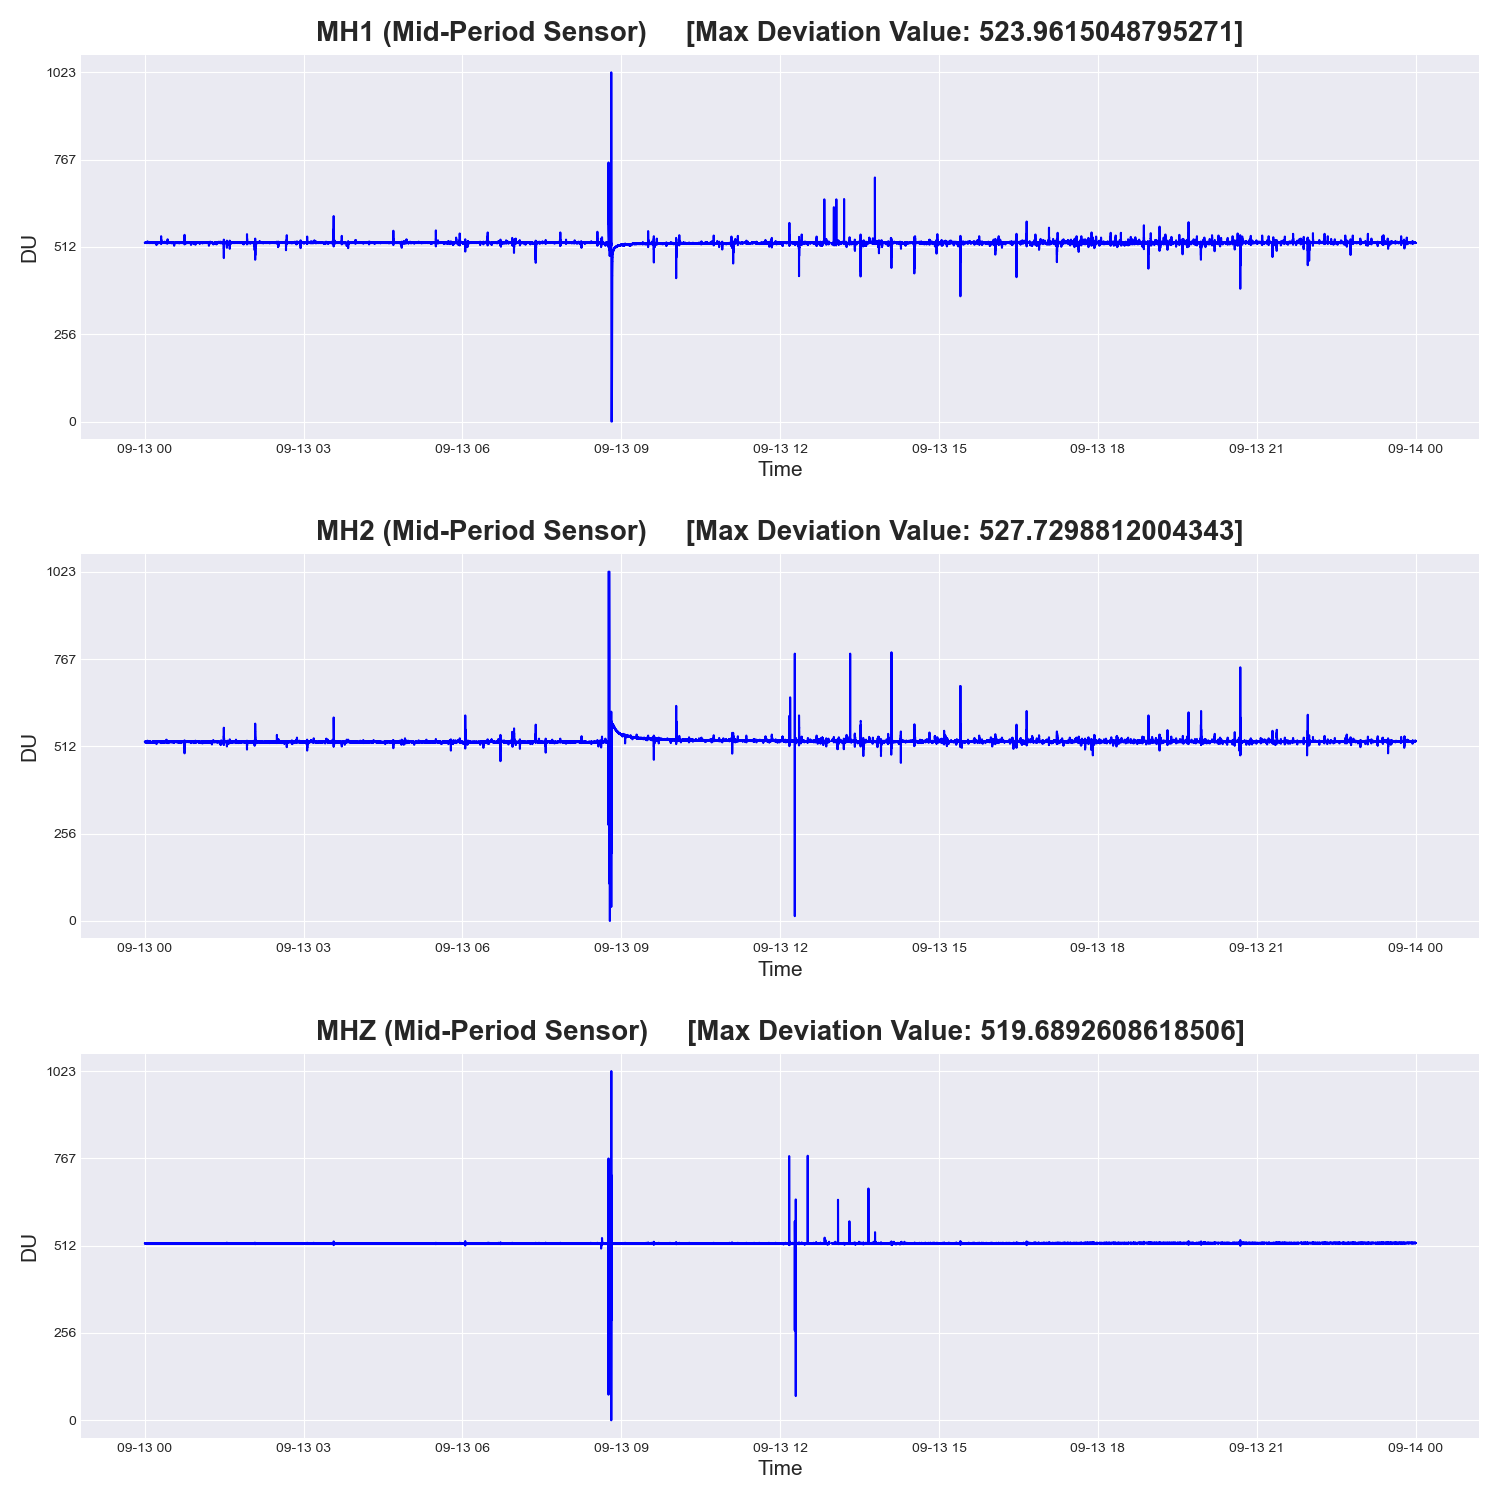 MH1 (Mid-Period Sensor) [Max Deviation Value: 523.9615048795271]
1023
767
512
256
0
DU
09-13 00 09-13 03 09-13 06 09-13 09 09-13 12 09-13 15 09-13 18 09-13 21 09-14 00
Time
MH2 (Mid-Period Sensor) [Max Deviation Value: 527.7298812004343]
1023
767
512
256
0
DU
09-13 00 09-13 03 09-13 06 09-13 09 09-13 12 09-13 15 09-13 18 09-13 21 09-14 00
Time
MHZ (Mid-Period Sensor) [Max Deviation Value: 519.6892608618506]
1023
767
512
256
0
DU
09-13 00 09-13 03 09-13 06 09-13 09 09-13 12 09-13 15 09-13 18 09-13 21 09-14 00
Time